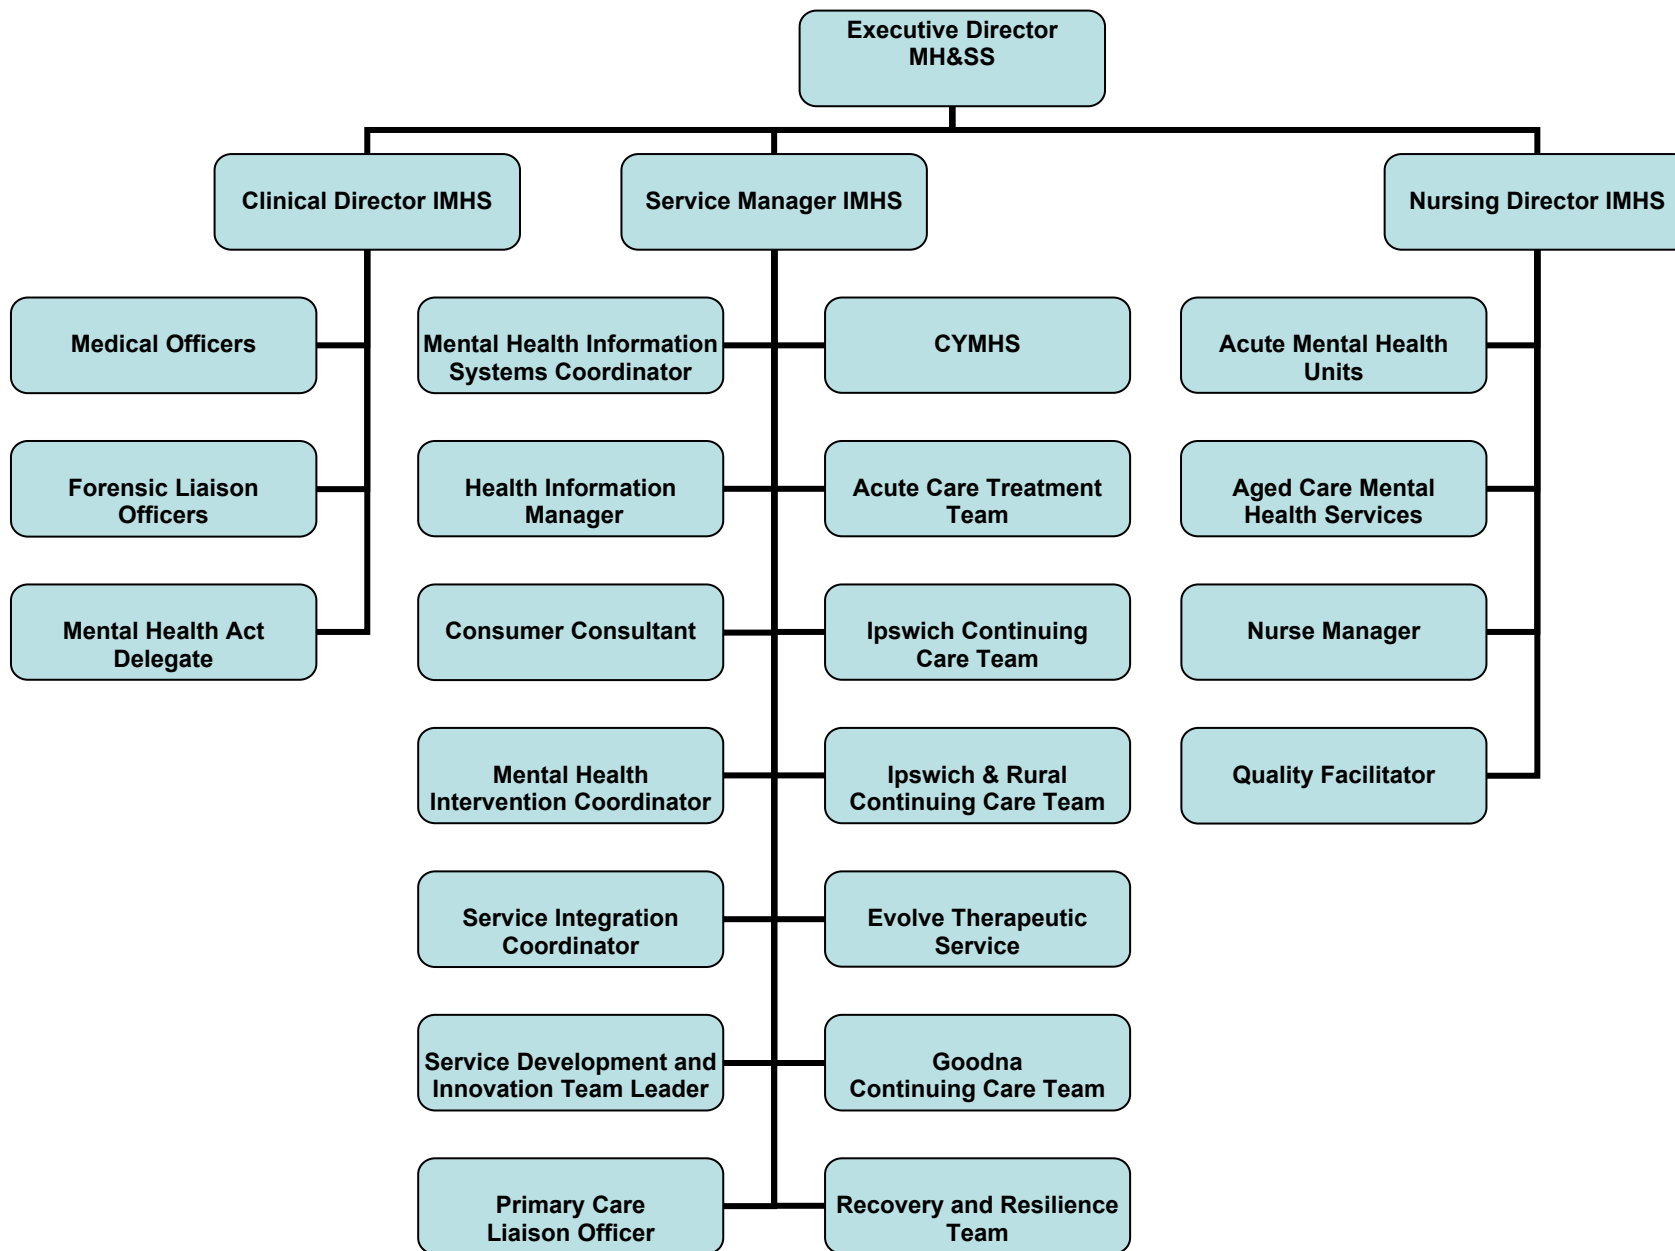 Executive Director
MH&SS
Clinical Director IMHS
Service Manager IMHS
Nursing Director IMHS
Medical Officers
Mental Health Information
Systems Coordinator
CYMHS
Acute Mental Health
Units
Forensic Liaison
Officers
Health Information
Manager
Acute Care Treatment
Team
Aged Care Mental
Health Services
Mental Health Act
Delegate
Consumer Consultant
Ipswich Continuing
Care Team
Nurse Manager
Mental Health
Intervention Coordinator
Ipswich & Rural
Continuing Care Team
Quality Facilitator
Service Integration
Coordinator
Evolve Therapeutic
Service
Service Development and
Innovation Team Leader
Goodna
Continuing Care Team
Primary Care
Liaison Officer
Recovery and Resilience
Team